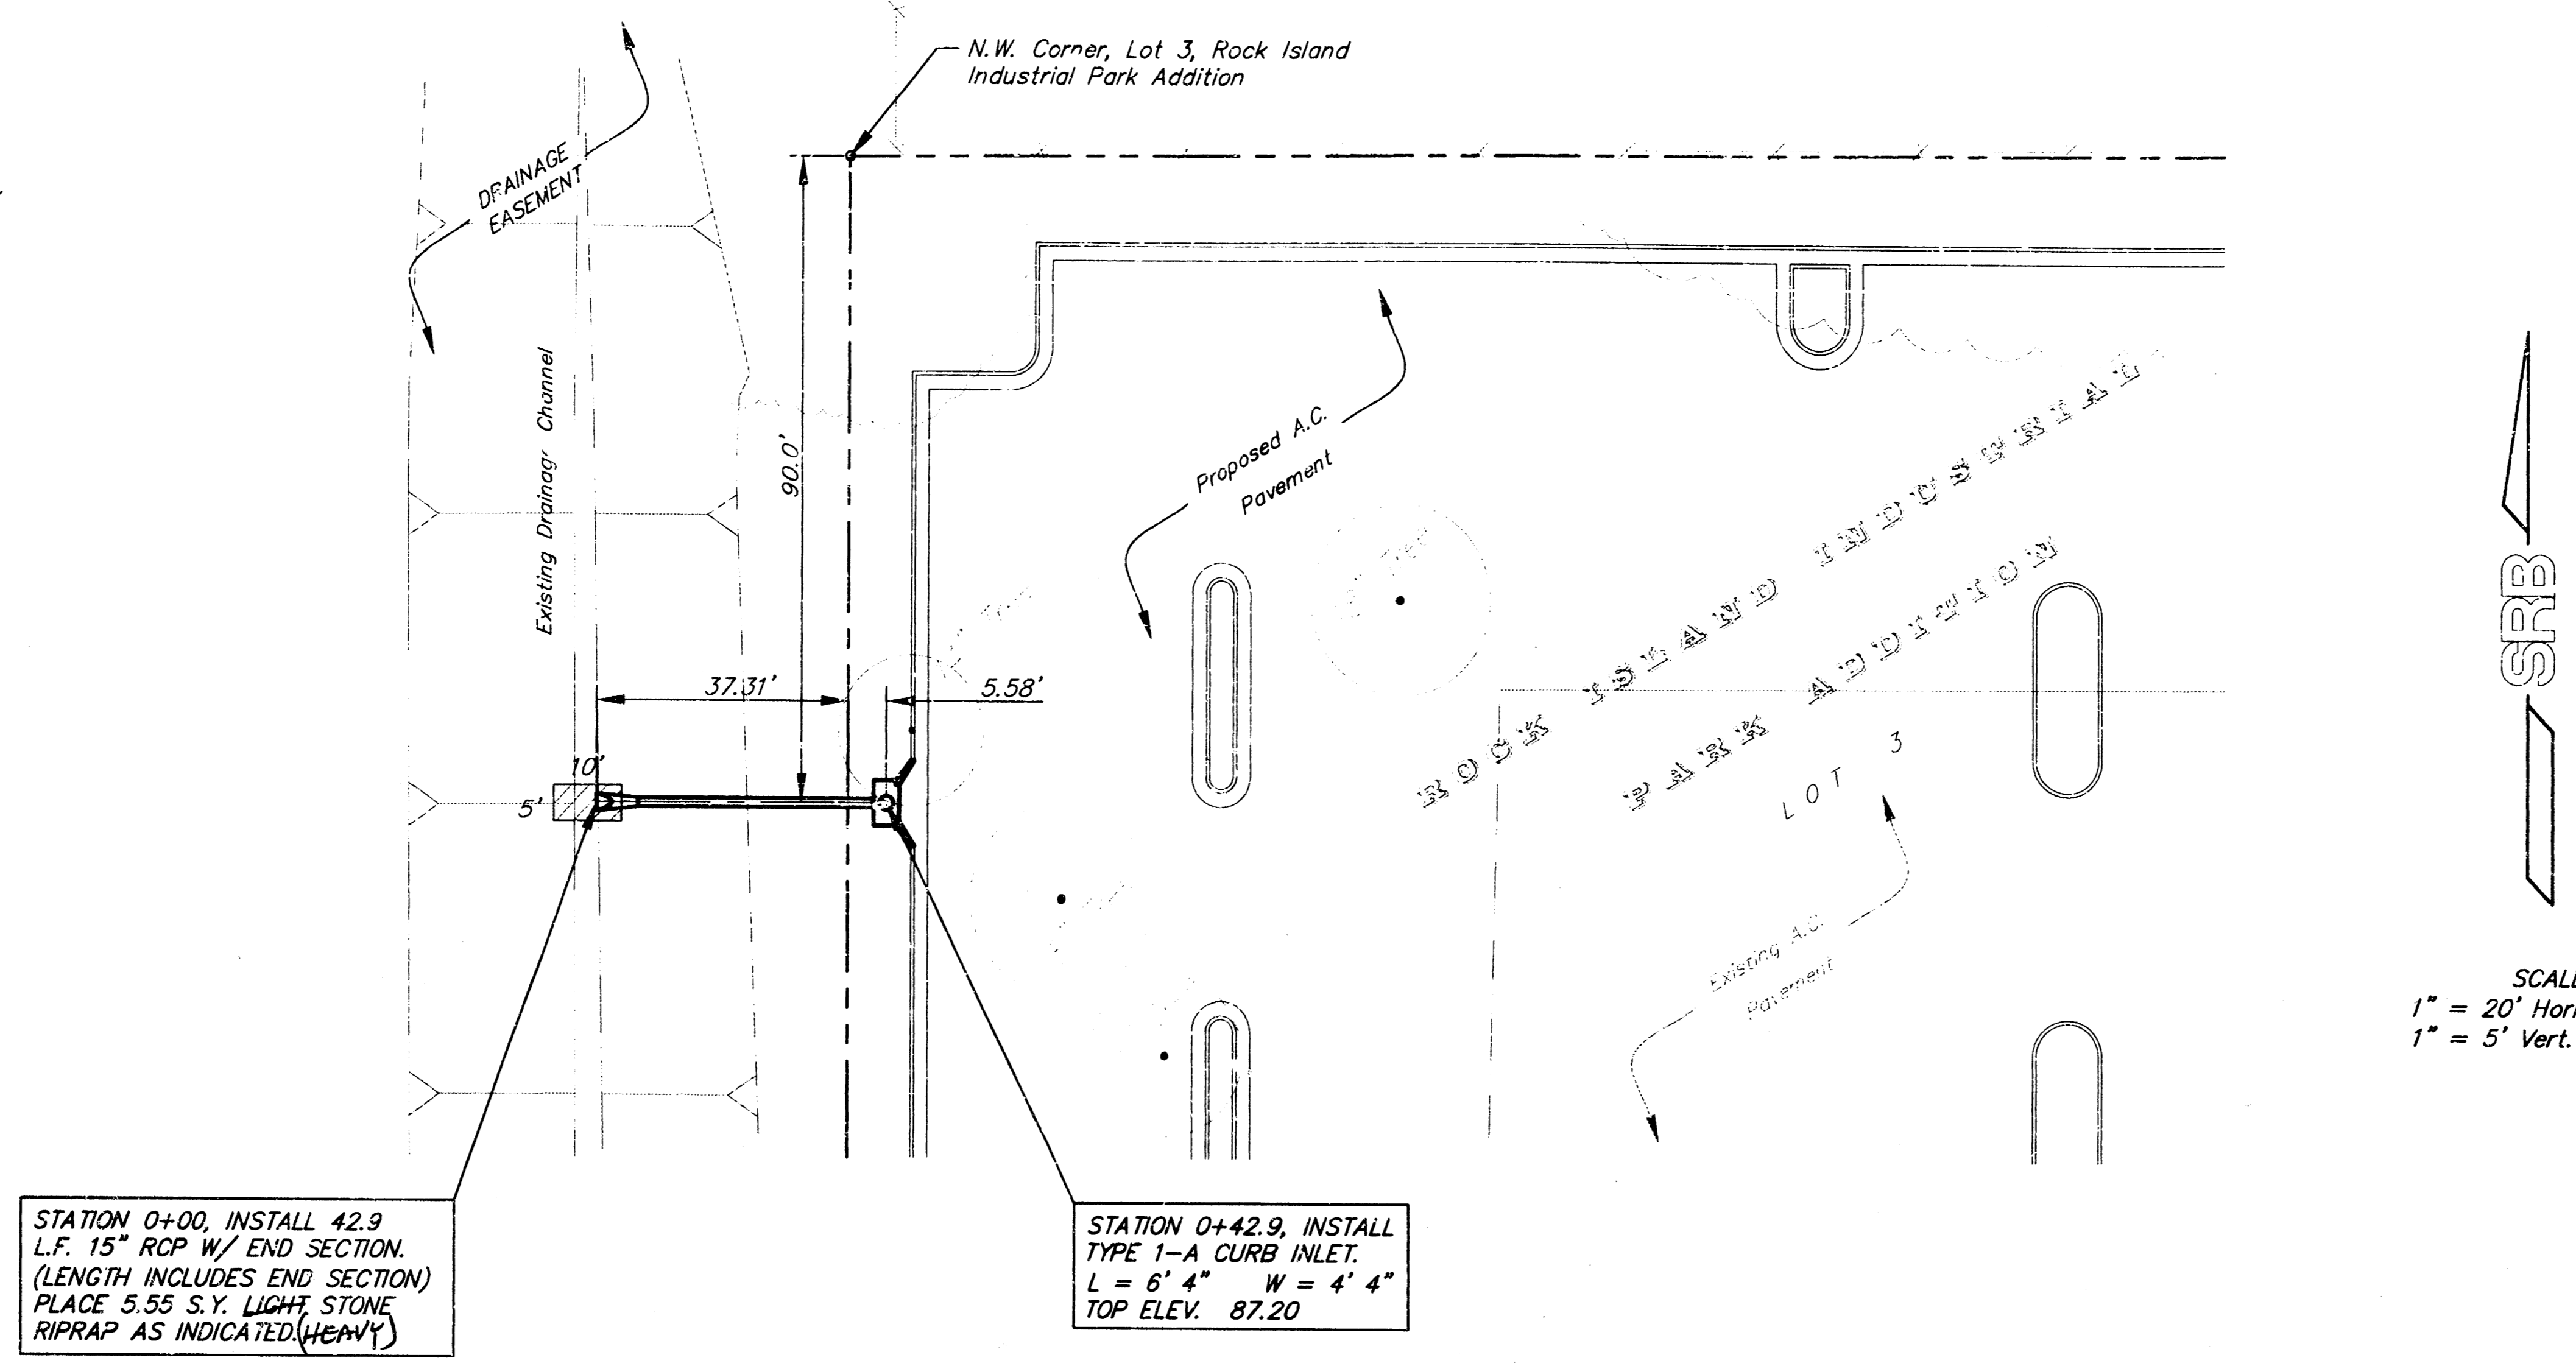 N.W. Corner, Lot 3, Rock Island
Industrial Park Addition
DRAINAGE
EASEMENT
Existing Drainag Channel
90.0'
Proposed A.C.
Pavement
Tree
ROCK ISLAND INDUSTRIAL
PARK ADDITION
LOT 3
37.31'
5.58'
10'
5'
Existing A.C.
Pavement
SRB
SCAL
1" = 20' Hori
1" = 5' Vert.
STATION 0+00, INSTALL 42.9
L.F. 15" RCP W/ END SECTION.
(LENGTH INCLUDES END SECTION)
PLACE 5.55 S.Y. LIGHT STONE
RIPRAP AS INDICATED.(HEAVY)
STATION 0+42.9, INSTALL
TYPE 1-A CURB INLET.
L = 6' 4" W = 4' 4"
TOP ELEV. 87.20